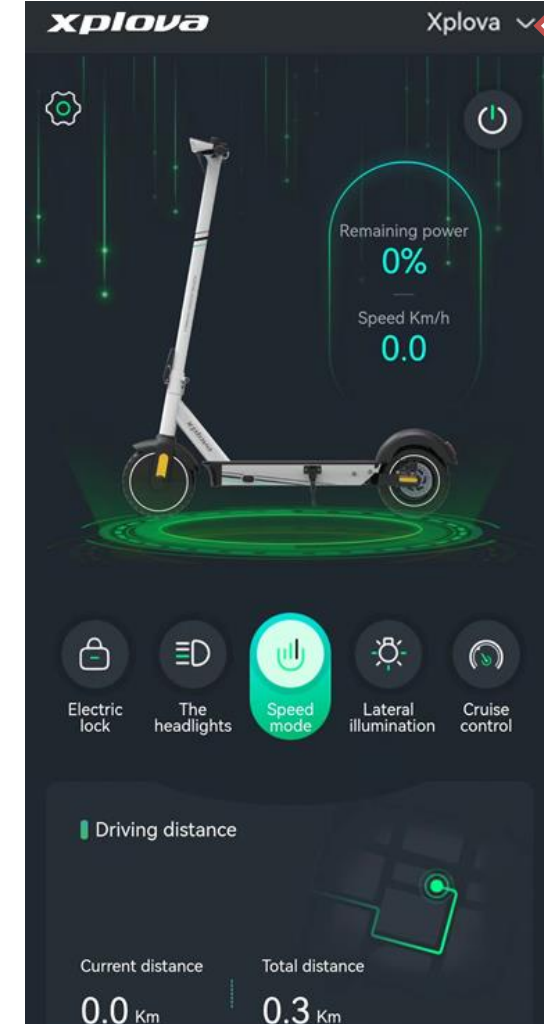 xplova
Xplova
Remaining power
0%
Speed Km/h
0.0
xplova
Electric
lock
The
headlights
Speed
mode
Lateral
illumination
Cruise
control
Driving distance
Current distance
Total distance
0.0 Km
0.3 Km